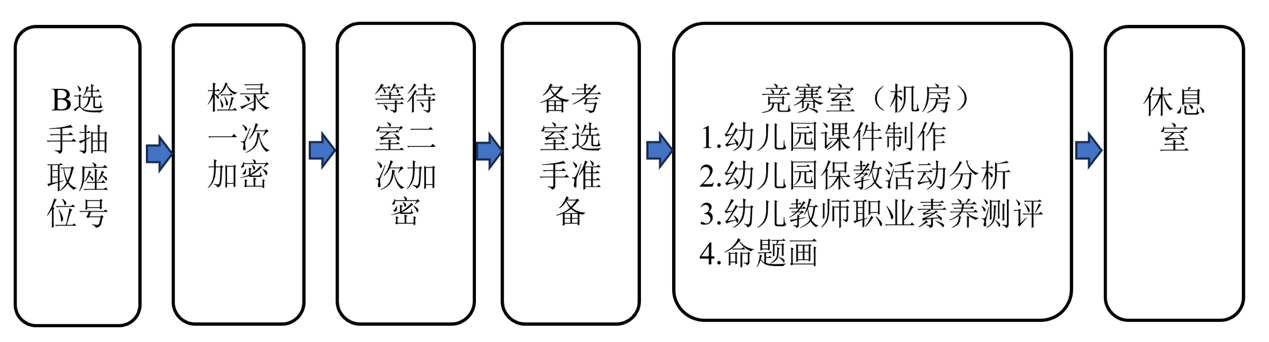 B选
手抽
取座
位号
检录
一次
加密
等待
室二
次加
密
备考
室选
手准
备
竞赛室（机房）
1.幼儿园课件制作
2.幼儿园保教活动分析
3.幼儿教师职业素养测评
4.命题画
休息
室